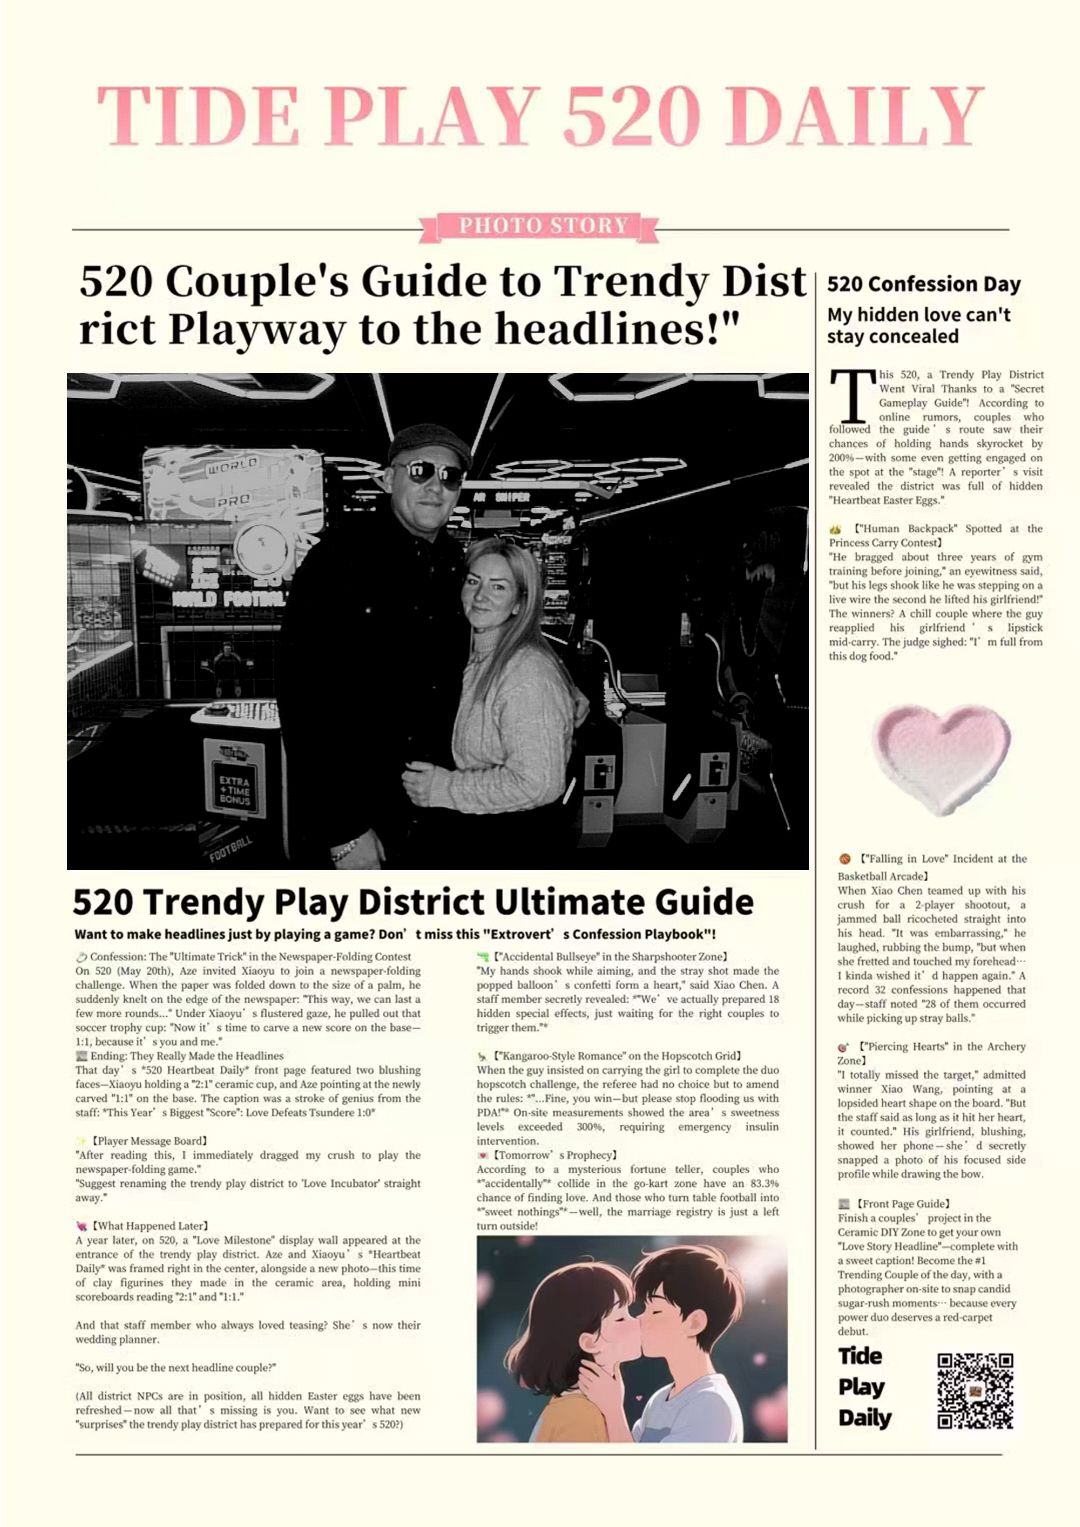 TIDE PLAY 520 DAILY
PHOTO STORY
520 Couple's Guide to Trendy Dist
rict Playway to the headlines!"
WORLD
PRO
AR SNIPER
WORLD FOOTBALL
EXTRA
+TIME
BONUS
FOOTBALL
520 Trendy Play District Ultimate Guide
Want to make headlines just by playing a game? Don't miss this "Extrovert's Confession Playbook"!
💍 Confession: The "Ultimate Trick" in the Newspaper-Folding Contest
On 520 (May 20th), Aze invited Xiaoyu to join a newspaper-folding
challenge. When the paper was folded down to the size of a palm, he
suddenly knelt on the edge of the newspaper: "This way, we can last a
few more rounds..." Under Xiaoyu's flustered gaze, he pulled out that
soccer trophy cup: "Now it's time to carve a new score on the base—
1:1, because it's you and me."
📰 Ending: They Really Made the Headlines
That day's *520 Heartbeat Daily* front page featured two blushing
faces—Xiaoyu holding a "2:1" ceramic cup, and Aze pointing at the newly
carved "1:1" on the base. The caption was a stroke of genius from the
staff: *This Year's Biggest "Score": Love Defeats Tsundere 1:0*
✨【Player Message Board】
"After reading this, I immediately dragged my crush to play the
newspaper-folding game."
"Suggest renaming the trendy play district to 'Love Incubator' straight
away."
💘【What Happened Later】
A year later, on 520, a "Love Milestone" display wall appeared at the
entrance of the trendy play district. Aze and Xiaoyu's *Heartbeat
Daily* was framed right in the center, alongside a new photo—this time
of clay figurines they made in the ceramic area, holding mini
scoreboards reading "2:1" and "1:1."
And that staff member who always loved teasing? She's now their
wedding planner.
"So, will you be the next headline couple?"
(All district NPCs are in position, all hidden Easter eggs have been
refreshed—now all that's missing is you. Want to see what new
"surprises" the trendy play district has prepared for this year's 520?)
🔫【"Accidental Bullseye" in the Sharpshooter Zone】
"My hands shook while aiming, and the stray shot made the
popped balloon's confetti form a heart," said Xiao Chen. A
staff member secretly revealed: *"We've actually prepared 18
hidden special effects, just waiting for the right couples to
trigger them."*
🦘【"Kangaroo-Style Romance" on the Hopscotch Grid】
When the guy insisted on carrying the girl to complete the duo
hopscotch challenge, the referee had no choice but to amend
the rules: *"...Fine, you win—but please stop flooding us with
PDA!"* On-site measurements showed the area's sweetness
levels exceeded 300%, requiring emergency insulin
intervention.
💌【Tomorrow's Prophecy】
According to a mysterious fortune teller, couples who
*"accidentally"* collide in the go-kart zone have an 83.3%
chance of finding love. And those who turn table football into
*"sweet nothings"*—well, the marriage registry is just a left
turn outside!
520 Confession Day
My hidden love can't
stay concealed
This 520, a Trendy Play District
Went Viral Thanks to a "Secret
Gameplay Guide"! According to
online rumors, couples who
followed the guide's route saw their
chances of holding hands skyrocket by
200%—with some even getting engaged on
the spot at the "stage"! A reporter's visit
revealed the district was full of hidden
"Heartbeat Easter Eggs."
👑 【"Human Backpack" Spotted at the
Princess Carry Contest】
"He bragged about three years of gym
training before joining," an eyewitness said,
"but his legs shook like he was stepping on a
live wire the second he lifted his girlfriend!"
The winners? A chill couple where the guy
reapplied his girlfriend's lipstick
mid-carry. The judge sighed: "I'm full from
this dog food."
🏀 【"Falling in Love" Incident at the
Basketball Arcade】
When Xiao Chen teamed up with his
crush for a 2-player shootout, a
jammed ball ricocheted straight into
his head. "It was embarrassing," he
laughed, rubbing the bump, "but when
she fretted and touched my forehead…
I kinda wished it'd happen again." A
record 32 confessions happened that
day—staff noted "28 of them occurred
while picking up stray balls."
🎯 【"Piercing Hearts" in the Archery
Zone】
"I totally missed the target," admitted
winner Xiao Wang, pointing at a
lopsided heart shape on the board. "But
the staff said as long as it hit her heart,
it counted." His girlfriend, blushing,
showed her phone—she'd secretly
snapped a photo of his focused side
profile while drawing the bow.
📰 【Front Page Guide】
Finish a couples' project in the
Ceramic DIY Zone to get your own
"Love Story Headline"—complete with
a sweet caption! Become the #1
Trending Couple of the day, with a
photographer on-site to snap candid
sugar-rush moments… because every
power duo deserves a red-carpet
debut.
Tide
Play
Daily